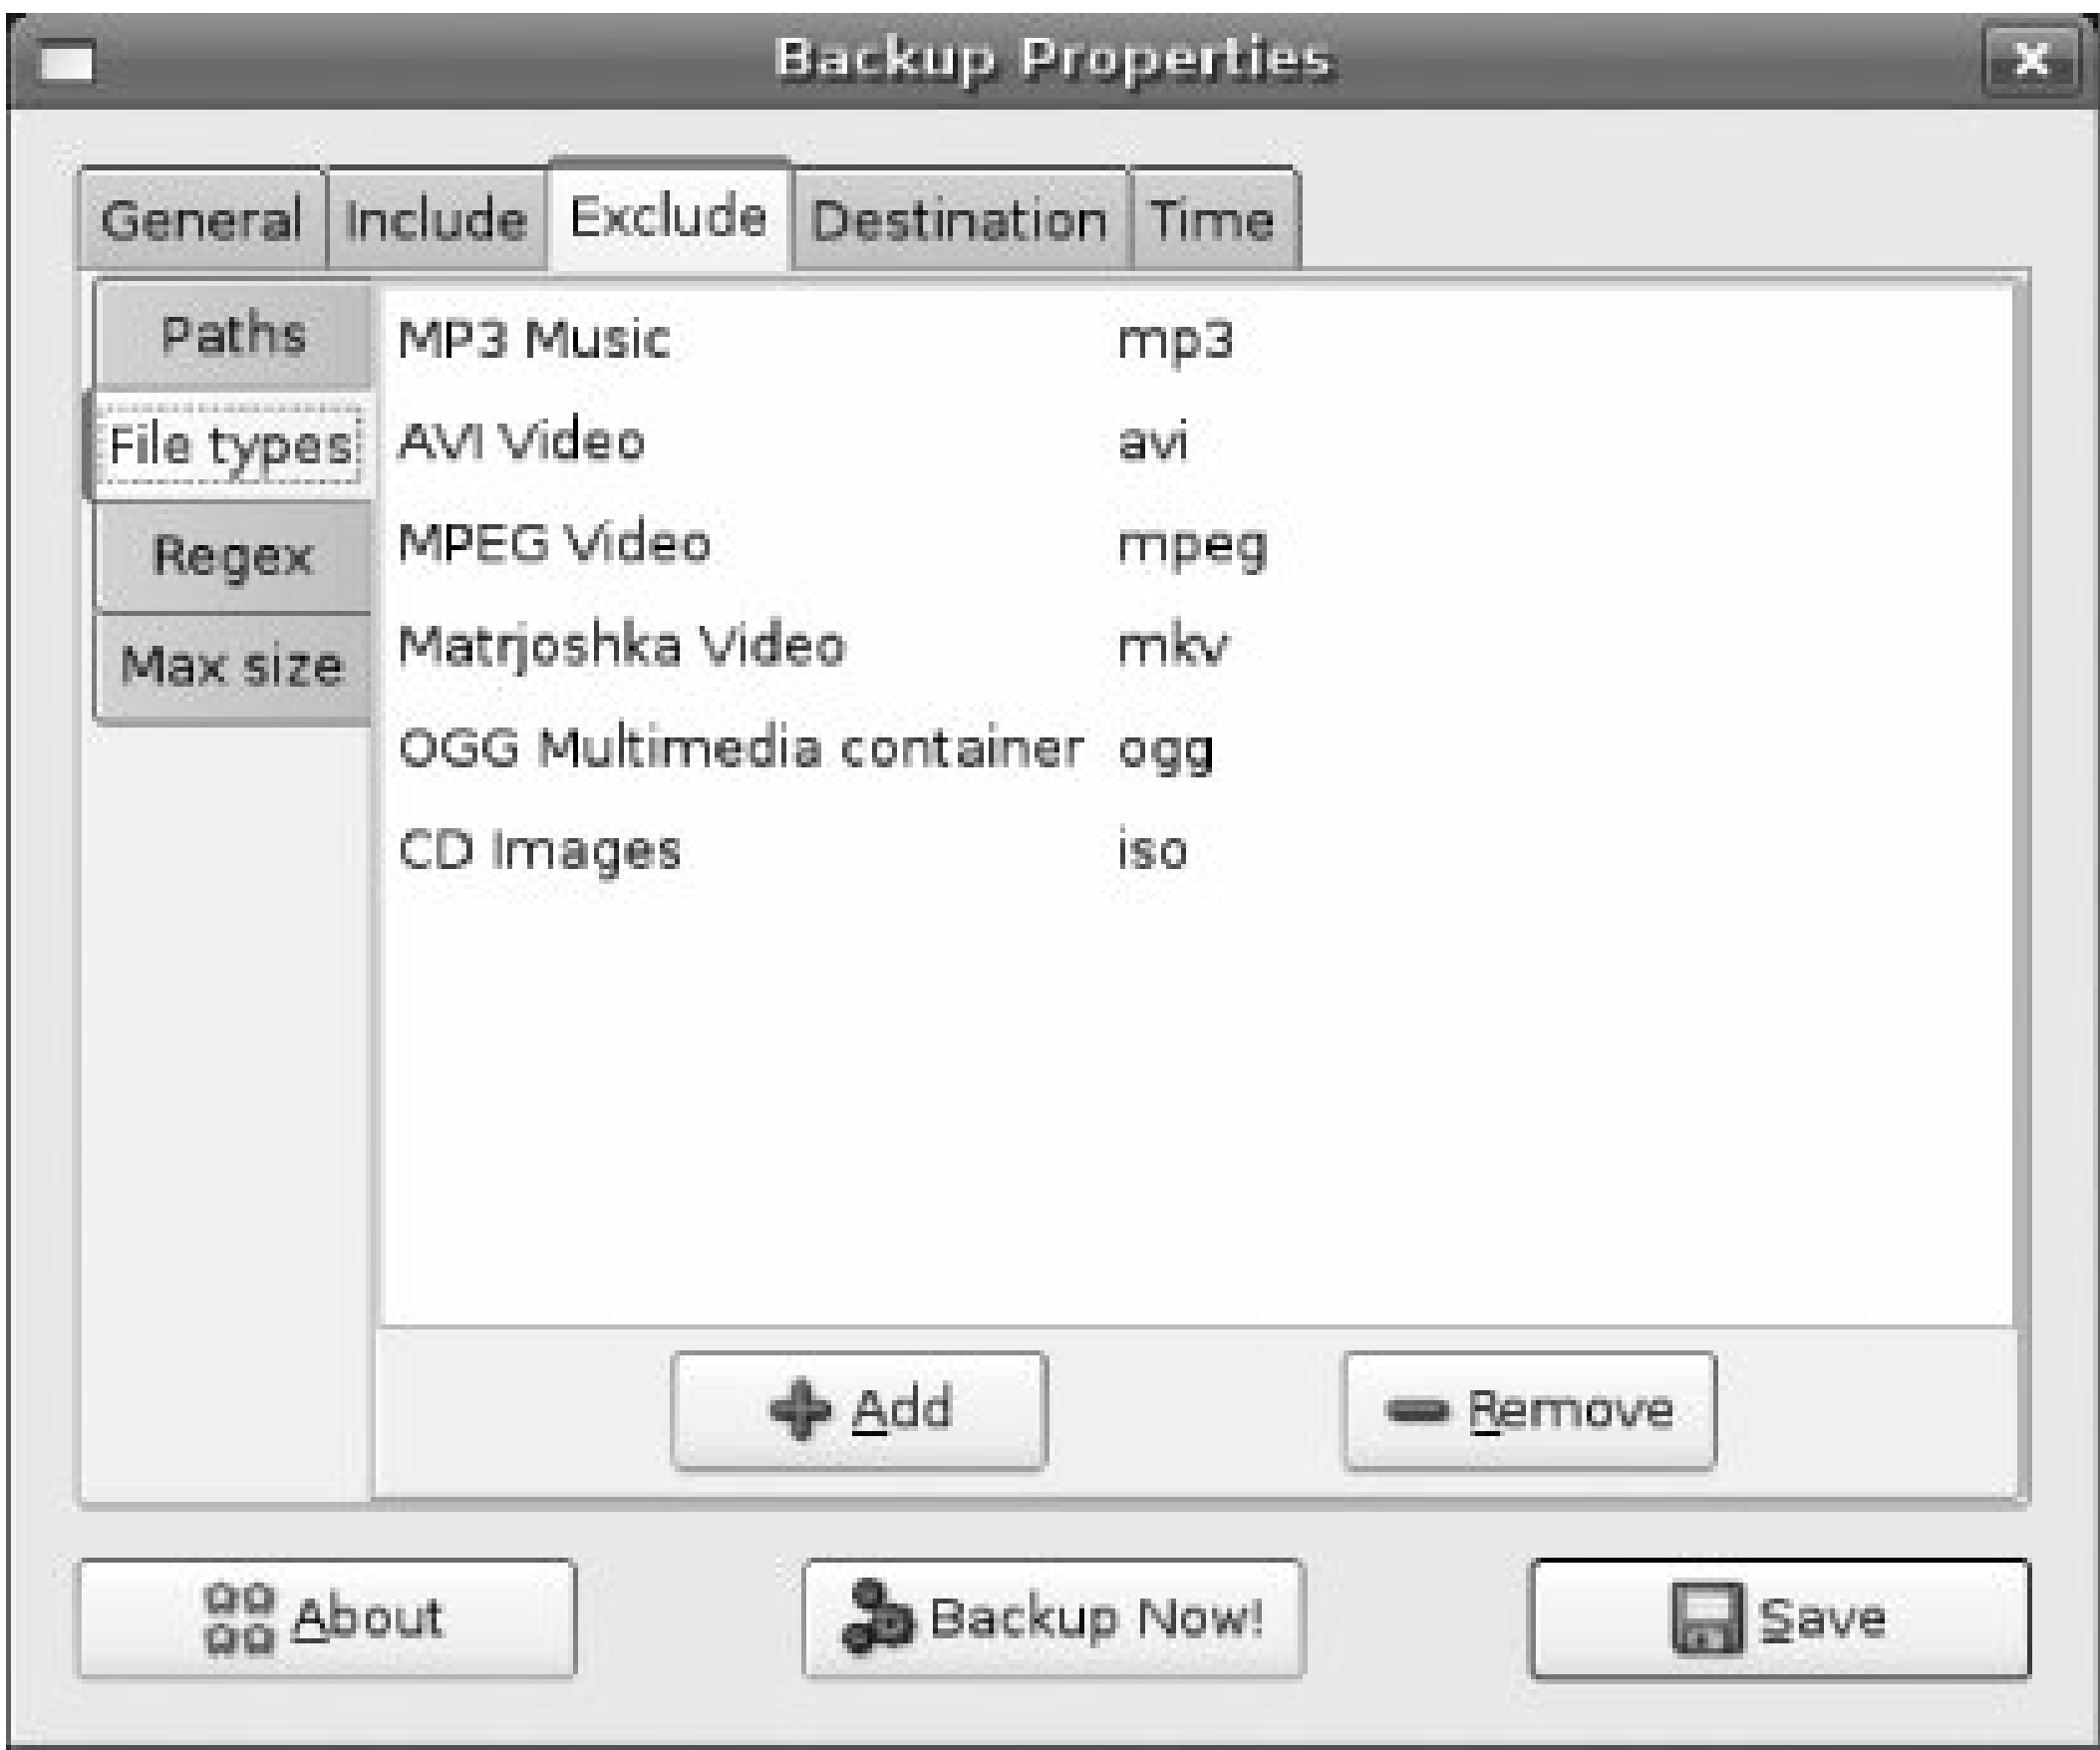 Backup Properties
General Include Exclude Destination Time
Paths
File types
Regex
Max size
MP3 Music mp3
AVI Video avi
MPEG Video mpeg
Matrjoshka Video mkv
OGG Multimedia container ogg
CD Images iso
Add Remove
About Backup Now! Save